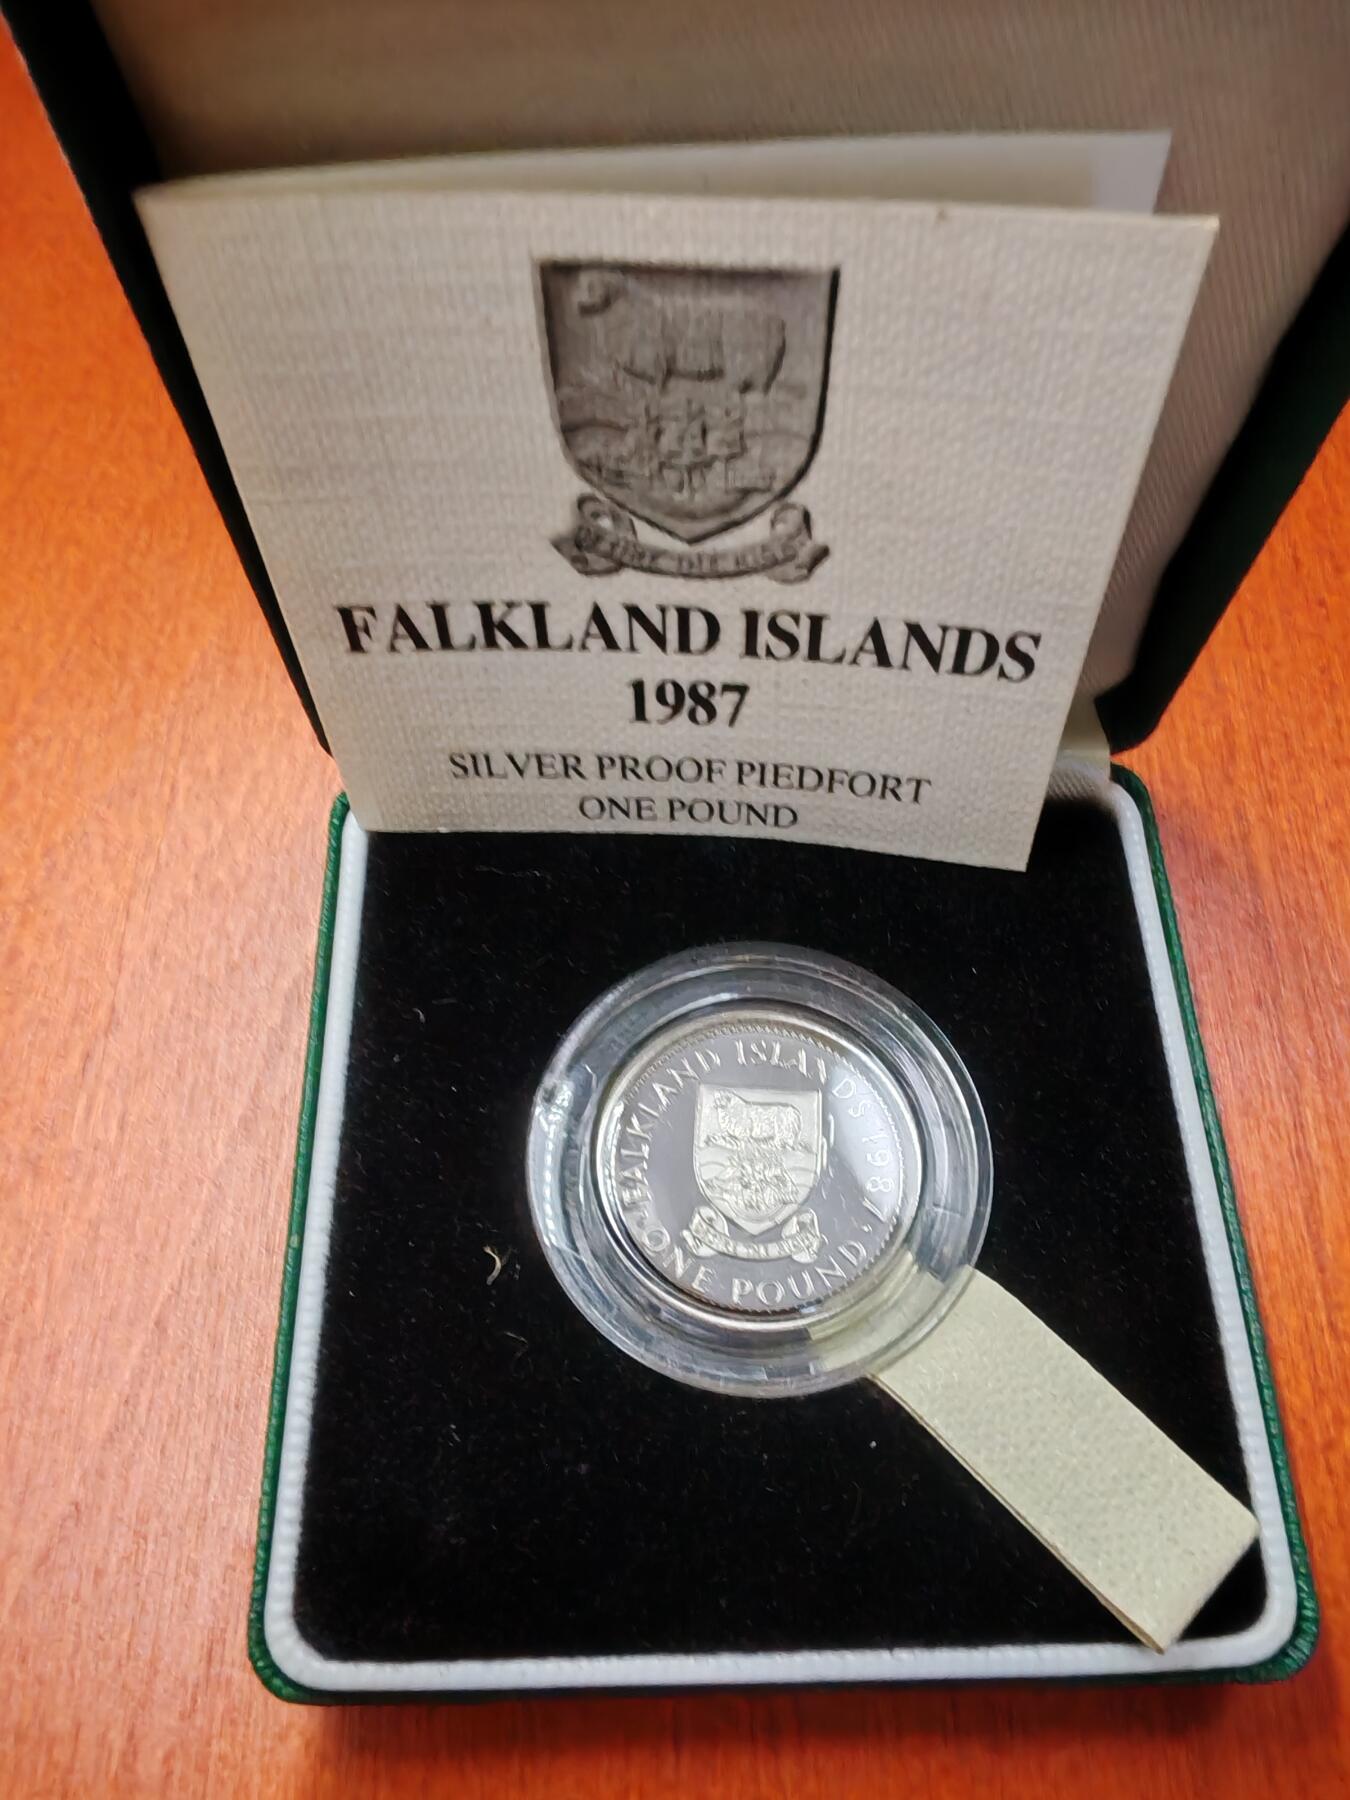 FALKLAND ISLANDS
1987
SILVER PROOF PIEDFORT
ONE POUND
FALKLAND ISLANDS 1987
ONE POUND